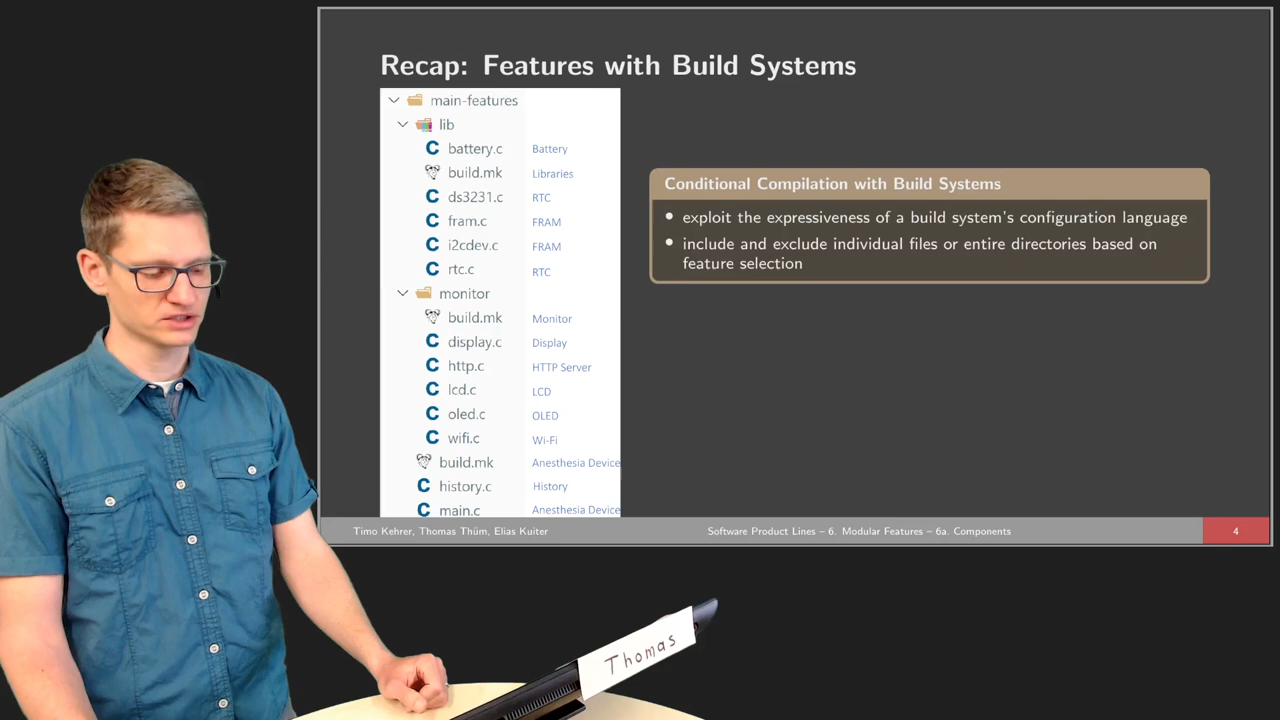 Recap: Features with Build Systems
main-features
lib
battery.c Battery
build.mk Libraries
ds3231.c RTC
fram.c FRAM
i2cdev.c FRAM
rtc.c RTC
monitor
build.mk Monitor
display.c Display
http.c HTTP Server
lcd.c LCD
oled.c OLED
wifi.c Wi-Fi
build.mk Anesthesia Device
history.c History
main.c Anesthesia Device
Conditional Compilation with Build Systems
• exploit the expressiveness of a build system's configuration language
• include and exclude individual files or entire directories based on
feature selection
Timo Kehrer, Thomas Thüm, Elias Kuiter Software Product Lines – 6. Modular Features – 6a. Components 4
Thomas